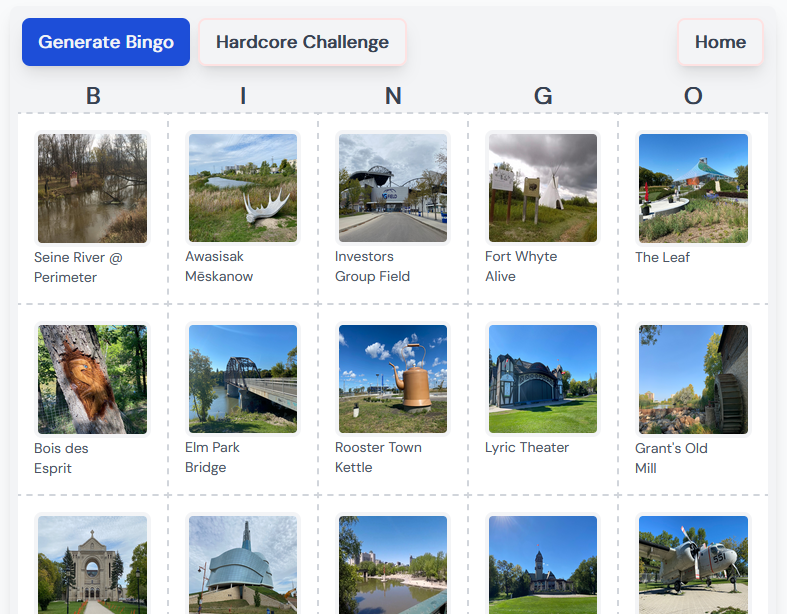 Generate Bingo
Hardcore Challenge
Home
B I N G O
Seine River @
Perimeter
Awasisak
Mēskanow
Investors
Group Field
Fort Whyte
Alive
The Leaf
Bois des
Esprit
Elm Park
Bridge
Rooster Town
Kettle
Lyric Theater
Grant's Old
Mill